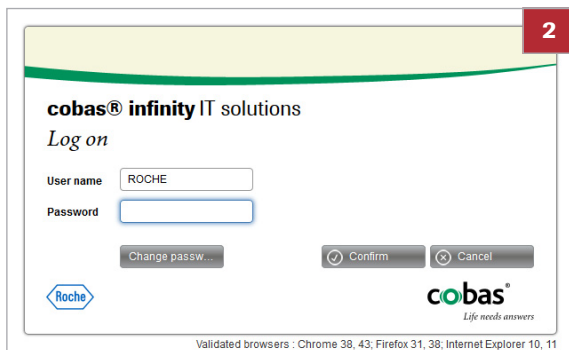 2
cobas® infinity IT solutions
Log on
User name ROCHE
Password
Change passw...
Confirm
Cancel
Roche
cobas®
Life needs answers
Validated browsers : Chrome 38, 43; Firefox 31, 38; Internet Explorer 10, 11